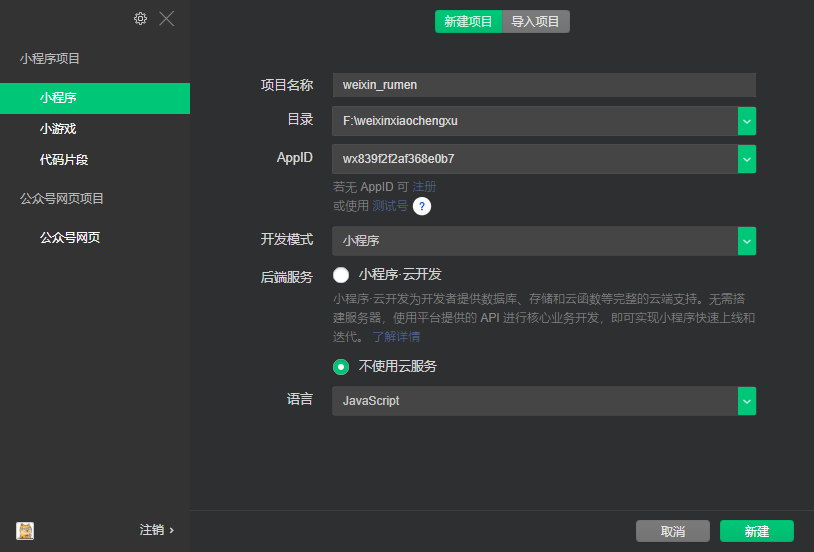 小程序项目
小程序
小游戏
代码片段
公众号网页项目
公众号网页
注销
新建项目 导入项目
项目名称 weixin_rumen
目录 F:\weixinxiaochengxu
AppID wx839f2f2af368e0b7
若无 AppID 可 注册
或使用 测试号 ?
开发模式 小程序
后端服务 小程序·云开发
小程序·云开发为开发者提供数据库、存储和云函数等完整的云端支持。无需搭
建服务器，使用平台提供的 API 进行核心业务开发，即可实现小程序快速上线和
迭代。 了解详情
不使用云服务
语言 JavaScript
取消 新建